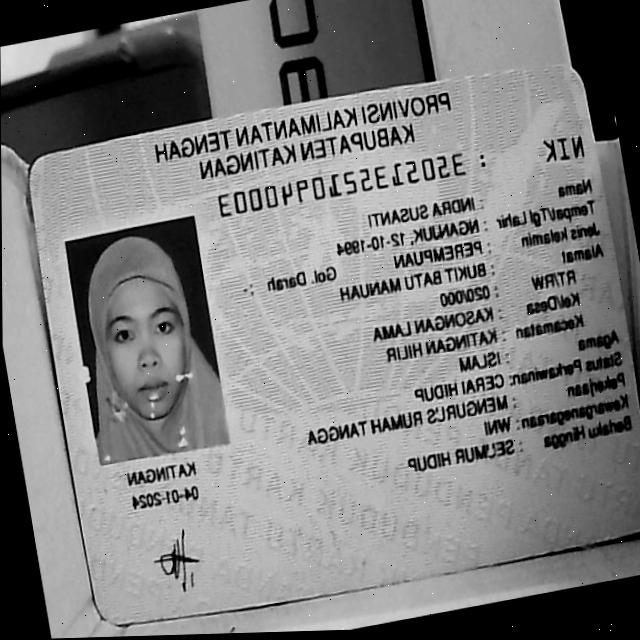 PROVINSI KALIMANTAN TENGAH
KABUPATEN KATINGAN
NIK : 3505135210940003
Nama : INDRA SUSANTI
Tempat/Tgl Lahir : NGANJUK, 12-10-1994
Jenis kelamin : PEREMPUAN Gol. Darah : -
Alamat : BUKIT BATU MANUAH
RT/RW : 020/000
Kel/Desa : KASONGAN LAMA
Kecamatan : KATINGAN HILIR
Agama : ISLAM
Status Perkawinan: CERAI HIDUP
Pekerjaan : MENGURUS RUMAH TANGGA
Kewarganegaraan: WNI
Berlaku Hingga : SEUMUR HIDUP
KATINGAN
04-01-2024